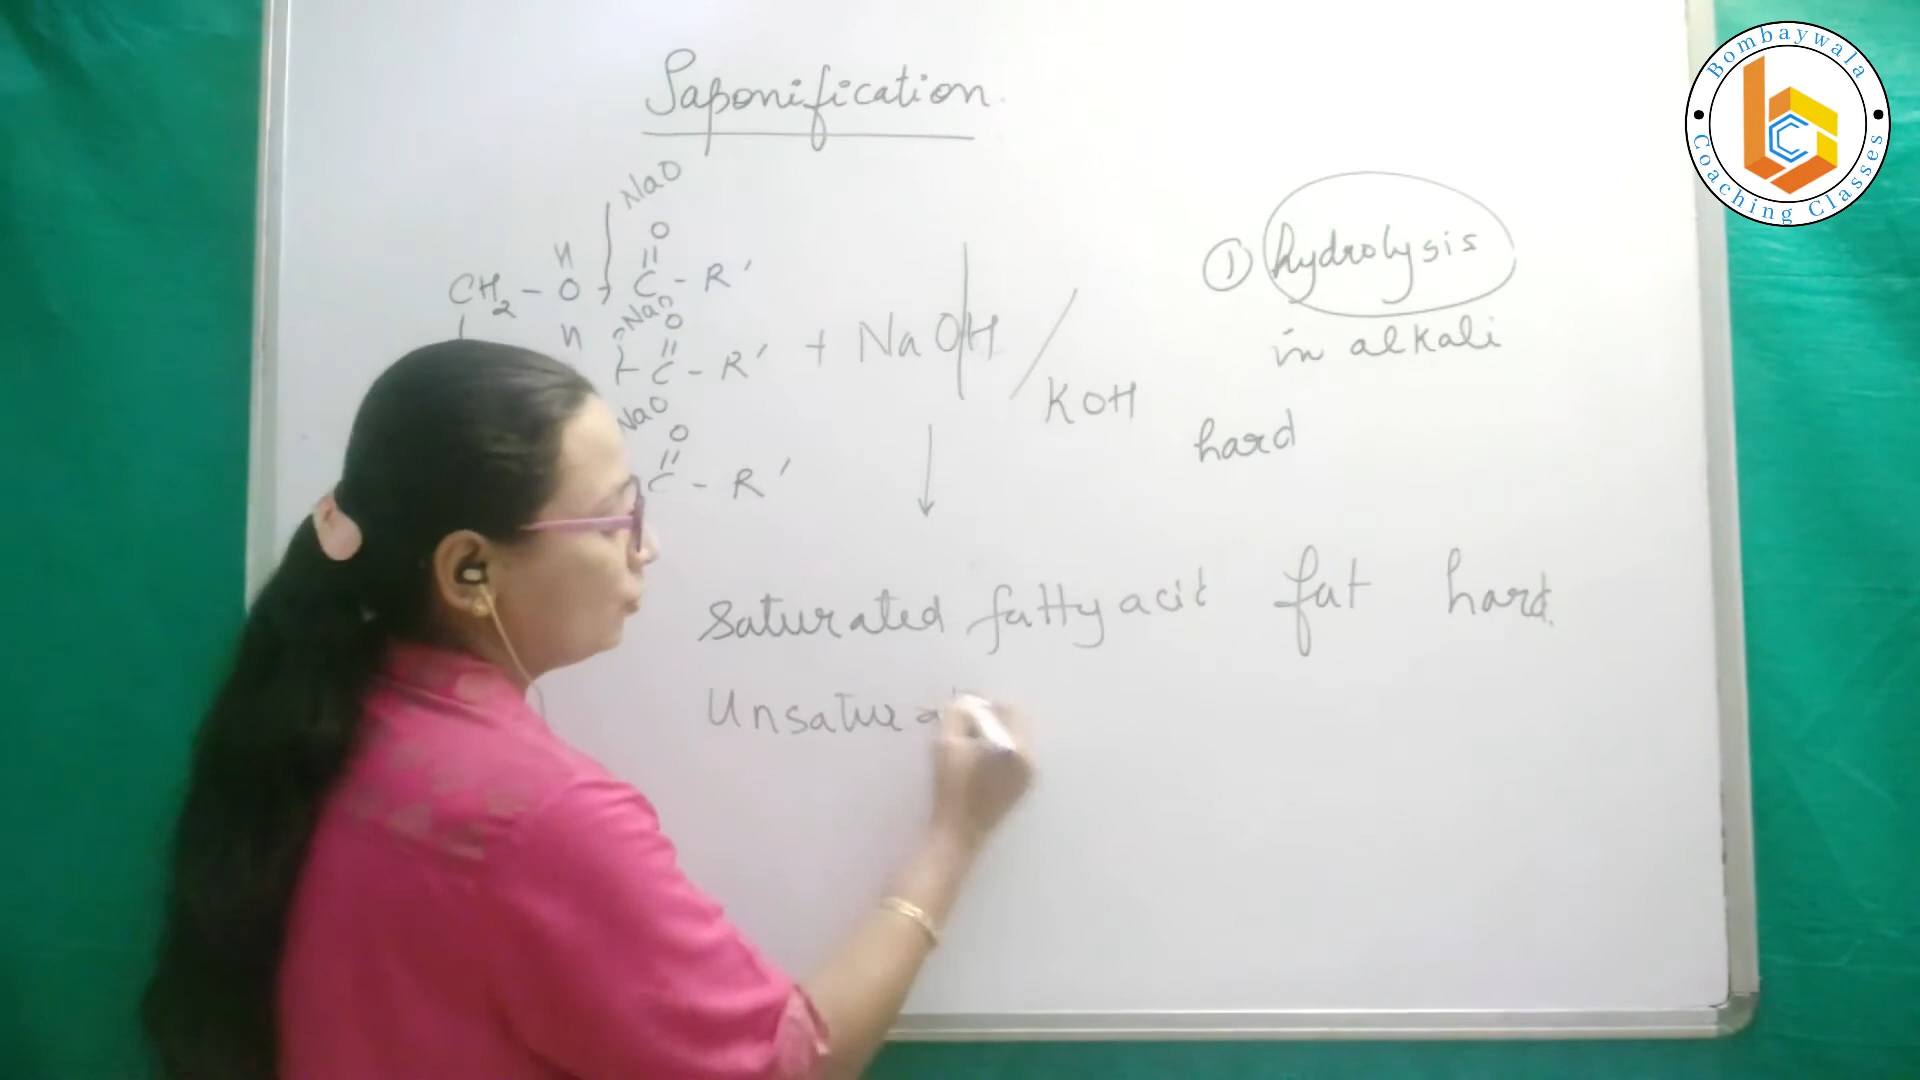 Saponification.
NaO
O
H
CH2 - O - C - R'
NaO
H
O
C - R' + NaOH / KOH
NaO
O
C - R'
① hydrolysis
in alkali
hard
saturated fatty acid fat hard.
Unsatura
Bombaywala
Coaching Classes